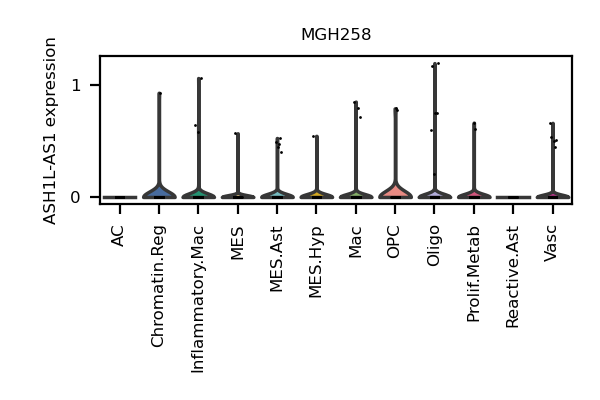 MGH258
ASH1L-AS1 expression
1
0
AC
Chromatin.Reg
Inflammatory.Mac
MES
MES.Ast
MES.Hyp
Mac
OPC
Oligo
Prolif.Metab
Reactive.Ast
Vasc